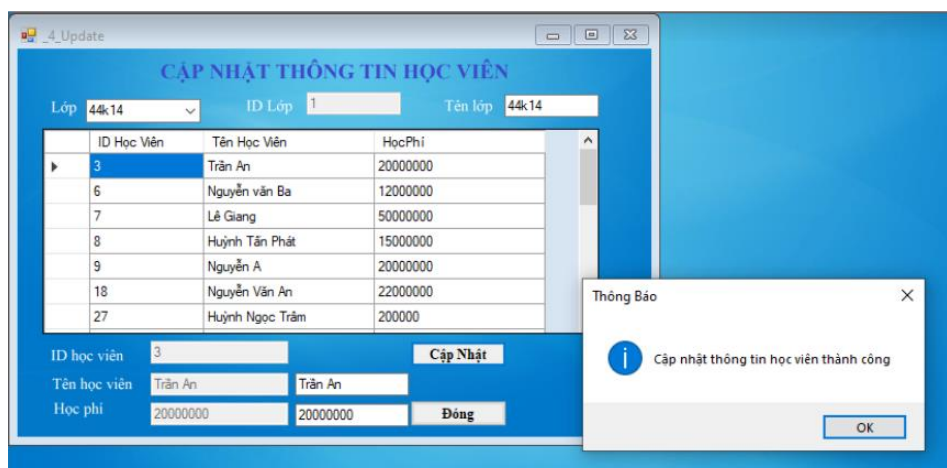 _4_Update
CẬP NHẬT THÔNG TIN HỌC VIÊN
Lớp 44k14 ID Lớp 1 Tên lớp 44k14
ID Học Viên Tên Học Viên HọcPhí
3 Trần An 20000000
6 Nguyễn văn Ba 12000000
7 Lê Giang 50000000
8 Huỳnh Tấn Phát 15000000
9 Nguyễn A 20000000
18 Nguyễn Văn An 22000000
27 Huỳnh Ngọc Trâm 200000
ID học viên 3 Cập Nhật
Tên học viên Trần An Trần An
Học phí 20000000 20000000 Đóng
Thông Báo
Cập nhật thông tin học viên thành công
OK